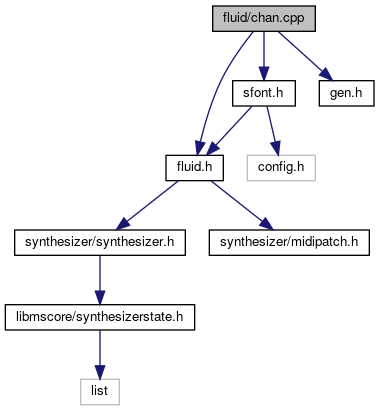 fluid/chan.cpp
sfont.h
gen.h
fluid.h
config.h
synthesizer/synthesizer.h
synthesizer/midipatch.h
libmscore/synthesizerstate.h
list